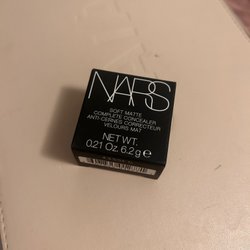 NARS
SOFT MATTE
COMPLETE CONCEALER
ANTI-CERNES CORRECTEUR
VELOURS MAT
NET WT.
0.21 Oz. 6.2 g e